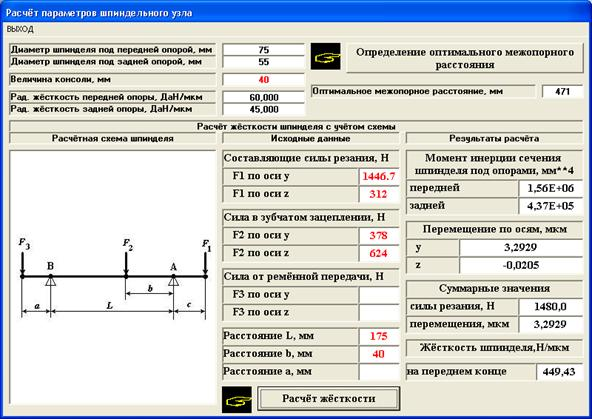 Расчёт параметров шпиндельного узла
ВЫХОД
Диаметр шпинделя под передней опорой, мм 75
Диаметр шпинделя под задней опорой, мм 55
Величина консоли, мм 40
Рад. жёсткость передней опоры, ДаН/мкм 60,000
Рад. жёсткость задней опоры, ДаН/мкм 45,000
Определение оптимального межопорного
расстояния
Оптимальное межопорное расстояние, мм 471
Расчёт жёсткости шпинделя с учётом схемы
Расчётная схема шпинделя
F3 F2 F1
B A
b
a L c
Исходные данные
Составляющие силы резания, Н
F1 по оси y 1446.7
F1 по оси z 312
Сила в зубчатом зацеплении, Н
F2 по оси y 378
F2 по оси z 624
Сила от ремённой передачи, Н
F3 по оси y
F3 по оси z
Расстояние L, мм 175
Расстояние b, мм 40
Расстояние a, мм
Расчёт жёсткости
Результаты расчёта
Момент инерции сечения
шпинделя под опорами, мм**4
передней 1,56E+06
задней 4,37E+05
Перемещение по осям, мкм
y 3,2929
z -0,0205
Суммарные значения
силы резания, Н 1480,0
перемещения, мкм 3,2929
Жёсткость шпинделя,Н/мкм
на переднем конце 449,43